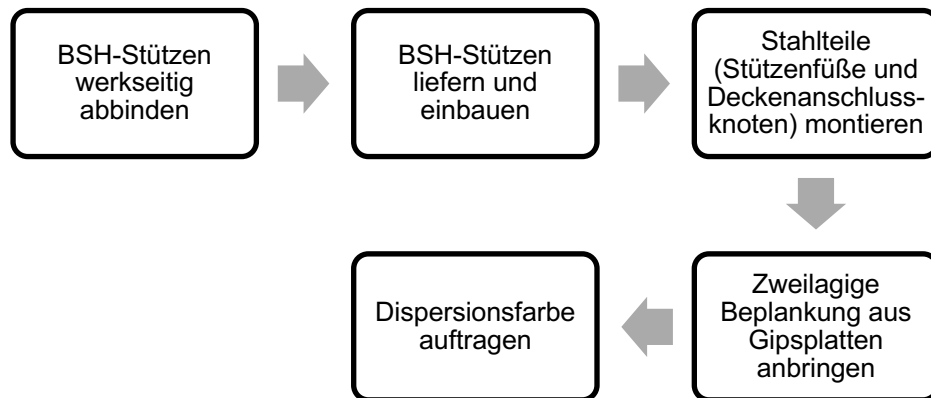 BSH-Stützen
werkseitig
abbinden
BSH-Stützen
liefern und
einbauen
Stahlteile
(Stützenfüße und
Deckenanschluss-
knoten) montieren
Zweilagige
Beplankung aus
Gipsplatten
anbringen
Dispersionsfarbe
auftragen